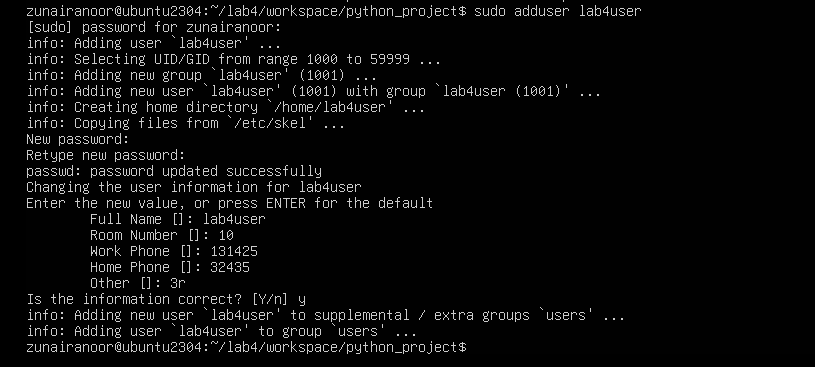 zunairanoor@ubuntu2304:~/lab4/workspace/python_project$ sudo adduser lab4user
[sudo] password for zunairanoor:
info: Adding user `lab4user' ...
info: Selecting UID/GID from range 1000 to 59999 ...
info: Adding new group `lab4user' (1001) ...
info: Adding new user `lab4user' (1001) with group `lab4user (1001)' ...
info: Creating home directory `/home/lab4user' ...
info: Copying files from `/etc/skel' ...
New password:
Retype new password:
passwd: password updated successfully
Changing the user information for lab4user
Enter the new value, or press ENTER for the default
        Full Name []: lab4user
        Room Number []: 10
        Work Phone []: 131425
        Home Phone []: 32435
        Other []: 3r
Is the information correct? [Y/n] y
info: Adding new user `lab4user' to supplemental / extra groups `users' ...
info: Adding user `lab4user' to group `users' ...
zunairanoor@ubuntu2304:~/lab4/workspace/python_project$